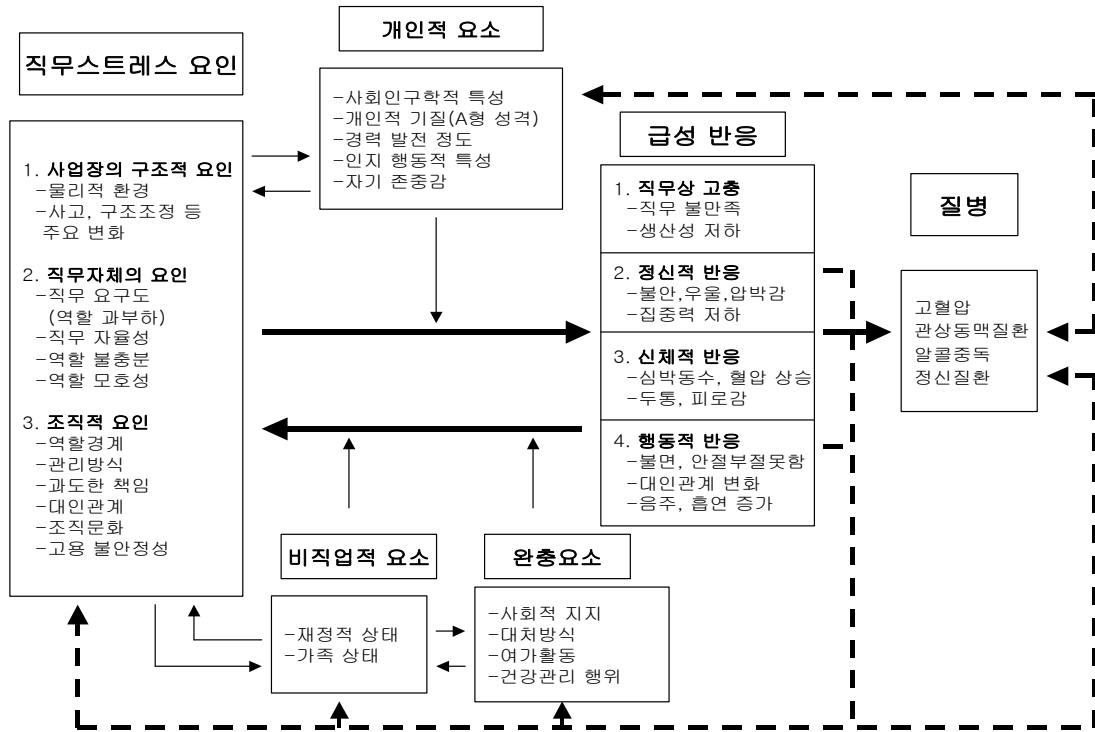 직무스트레스 요인
1. 사업장의 구조적 요인
-물리적 환경
-사고, 구조조정 등
주요 변화
2. 직무자체의 요인
-직무 요구도
(역할 과부하)
-직무 자율성
-역할 불충분
-역할 모호성
3. 조직적 요인
-역할경계
-관리방식
-과도한 책임
-대인관계
-조직문화
-고용 불안정성
개인적 요소
-사회인구학적 특성
-개인적 기질(A형 성격)
-경력 발전 정도
-인지 행동적 특성
-자기 존중감
급성 반응
1. 직무상 고충
-직무 불만족
-생산성 저하
2. 정신적 반응
-불안,우울,압박감
-집중력 저하
3. 신체적 반응
-심박동수, 혈압 상승
-두통, 피로감
4. 행동적 반응
-불면, 안절부절못함
-대인관계 변화
-음주, 흡연 증가
질병
고혈압
관상동맥질환
알콜중독
정신질환
비직업적 요소
-재정적 상태
-가족 상태
완충요소
-사회적 지지
-대처방식
-여가활동
-건강관리 행위